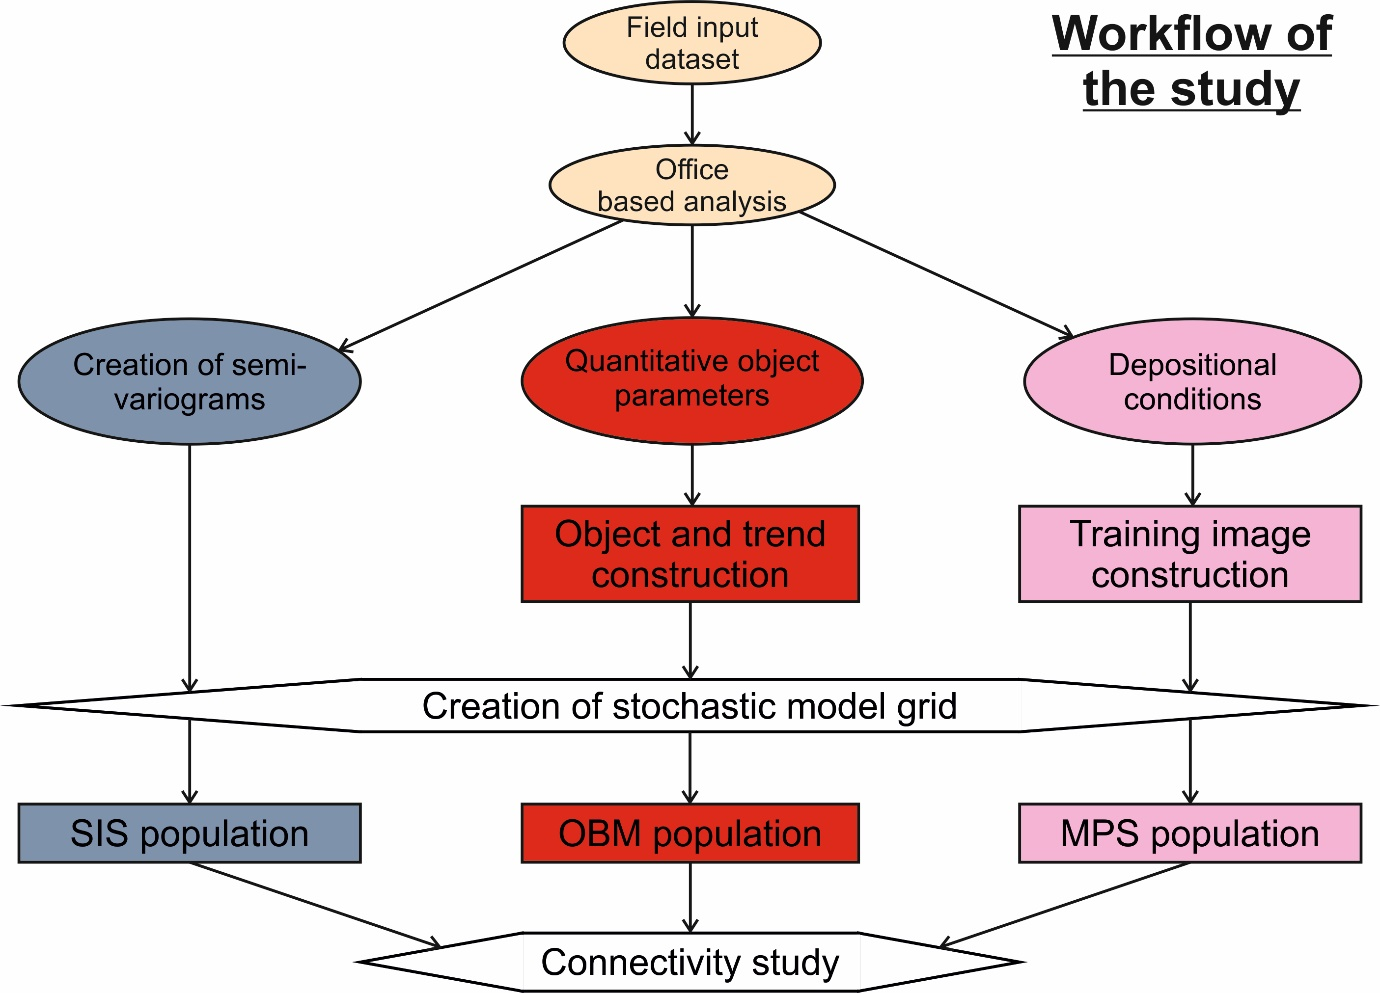 Workflow of
the study
Field input
dataset
Office
based analysis
Creation of semi-
variograms
Quantitative object
parameters
Depositional
conditions
Object and trend
construction
Training image
construction
Creation of stochastic model grid
SIS population
OBM population
MPS population
Connectivity study